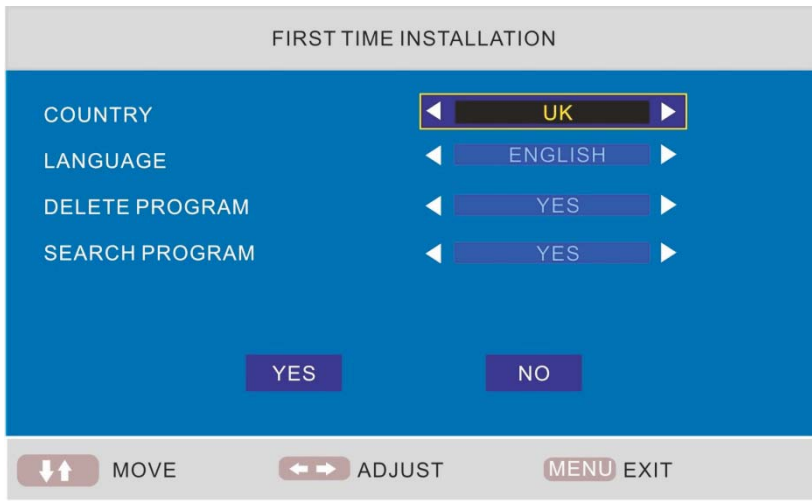 FIRST TIME INSTALLATION
COUNTRY UK
LANGUAGE ENGLISH
DELETE PROGRAM YES
SEARCH PROGRAM YES
YES NO
MOVE ADJUST MENU EXIT